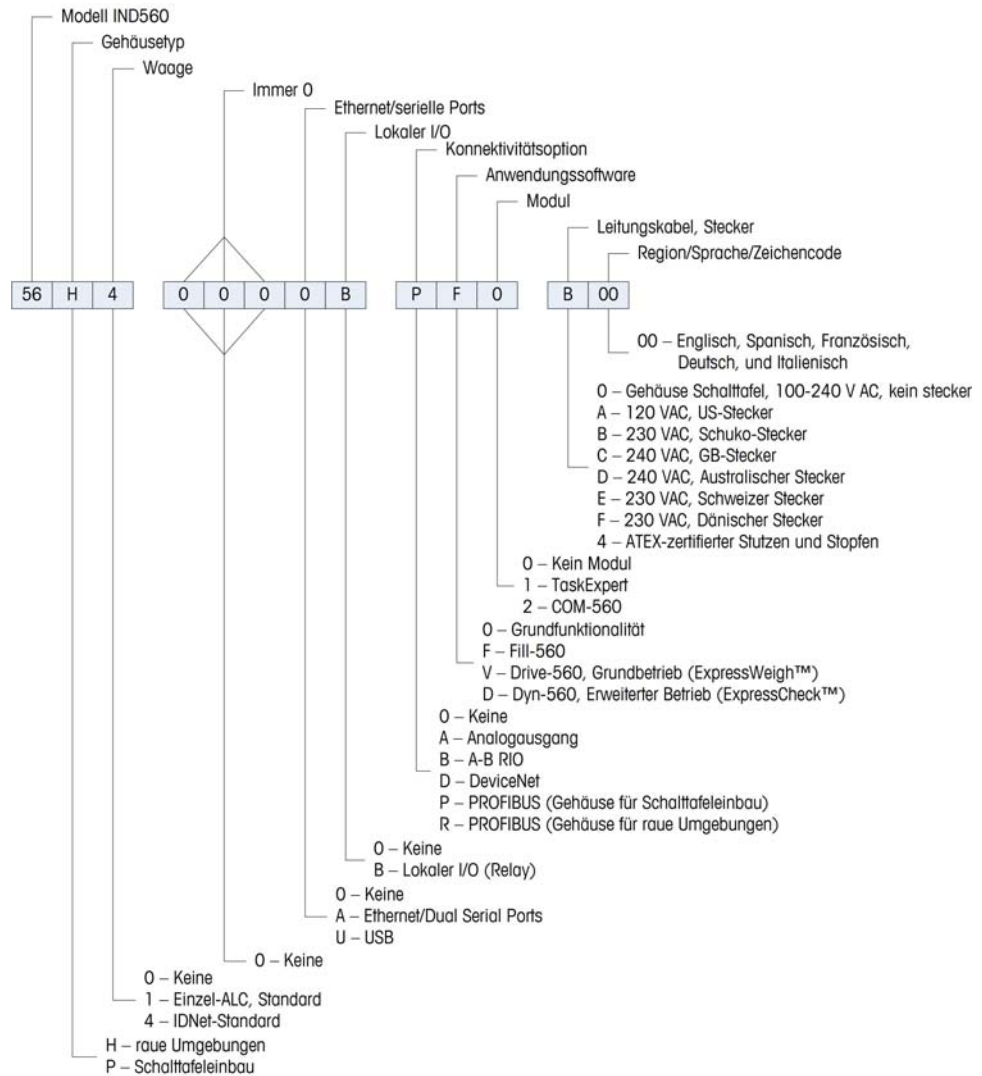 Modell IND560
Gehäusetyp
Waage
Immer 0
Ethernet/serielle Ports
Lokaler I/O
Konnektivitätsoption
Anwendungssoftware
Modul
Leitungskabel, Stecker
Region/Sprache/Zeichencode
56 H 4 0 0 0 0 B P F 0 B 00
00 – Englisch, Spanisch, Französisch,
Deutsch, und Italienisch
0 – Gehäuse Schalttafel, 100-240 V AC, kein stecker
A – 120 VAC, US-Stecker
B – 230 VAC, Schuko-Stecker
C – 240 VAC, GB-Stecker
D – 240 VAC, Australischer Stecker
E – 230 VAC, Schweizer Stecker
F – 230 VAC, Dänischer Stecker
4 – ATEX-zertifierter Stutzen und Stopfen
0 – Kein Modul
1 – TaskExpert
2 – COM-560
0 – Grundfunktionalität
F – Fill-560
V – Drive-560, Grundbetrieb (ExpressWeigh™)
D – Dyn-560, Erweiterter Betrieb (ExpressCheck™)
0 – Keine
A – Analogausgang
B – A-B RIO
D – DeviceNet
P – PROFIBUS (Gehäuse für Schalttafeleinbau)
R – PROFIBUS (Gehäuse für raue Umgebungen)
0 – Keine
B – Lokaler I/O (Relay)
0 – Keine
A – Ethernet/Dual Serial Ports
U – USB
0 – Keine
0 – Keine
1 – Einzel-ALC, Standard
4 – IDNet-Standard
H – raue Umgebungen
P – Schalttafeleinbau